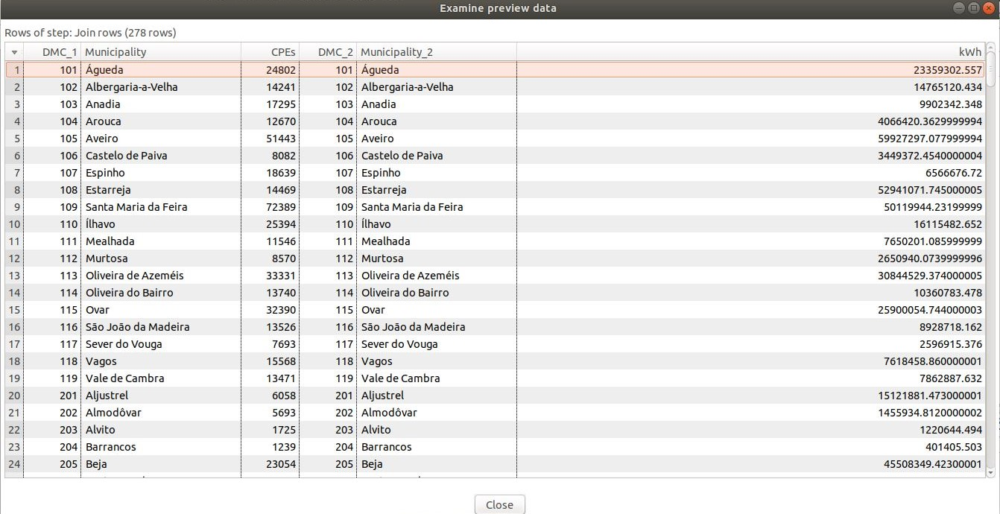 Examine preview data
Rows of step: Join rows (278 rows)
DMC_1 Municipality CPEs DMC_2 Municipality_2 kWh
1 101 Águeda 24802 101 Águeda 23359302.557
2 102 Albergaria-a-Velha 14241 102 Albergaria-a-Velha 14765120.434
3 103 Anadia 17295 103 Anadia 9902342.348
4 104 Arouca 12670 104 Arouca 4066420.3629999994
5 105 Aveiro 51443 105 Aveiro 59927297.077999994
6 106 Castelo de Paiva 8082 106 Castelo de Paiva 3449372.4540000004
7 107 Espinho 18639 107 Espinho 6566676.72
8 108 Estarreja 14469 108 Estarreja 52941071.745000005
9 109 Santa Maria da Feira 72389 109 Santa Maria da Feira 50119944.23199999
10 110 Ílhavo 25394 110 Ílhavo 16115482.652
11 111 Mealhada 11546 111 Mealhada 7650201.085999999
12 112 Murtosa 8570 112 Murtosa 2650940.0739999996
13 113 Oliveira de Azeméis 33331 113 Oliveira de Azeméis 30844529.374000005
14 114 Oliveira do Bairro 13740 114 Oliveira do Bairro 10360783.478
15 115 Ovar 32390 115 Ovar 25900054.744000003
16 116 São João da Madeira 13526 116 São João da Madeira 8928718.162
17 117 Sever do Vouga 7693 117 Sever do Vouga 2596915.376
18 118 Vagos 15568 118 Vagos 7618458.860000001
19 119 Vale de Cambra 13471 119 Vale de Cambra 7862887.632
20 201 Aljustrel 6058 201 Aljustrel 15121881.473000001
21 202 Almodôvar 5693 202 Almodôvar 1455934.8120000002
22 203 Alvito 1725 203 Alvito 1220644.494
23 204 Barrancos 1239 204 Barrancos 401405.503
24 205 Beja 23054 205 Beja 45508349.42300001
Close